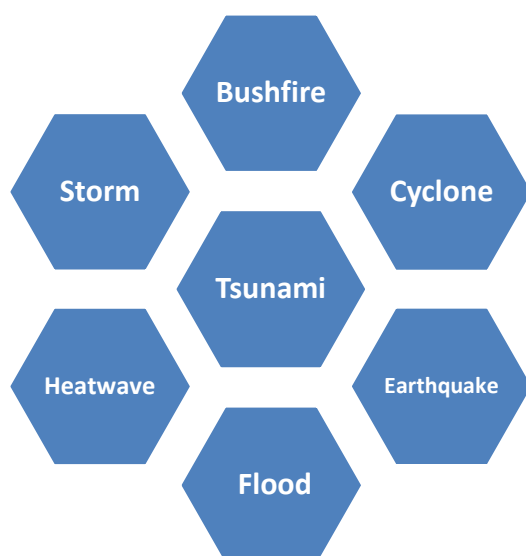 Bushfire
Storm
Cyclone
Tsunami
Heatwave
Earthquake
Flood